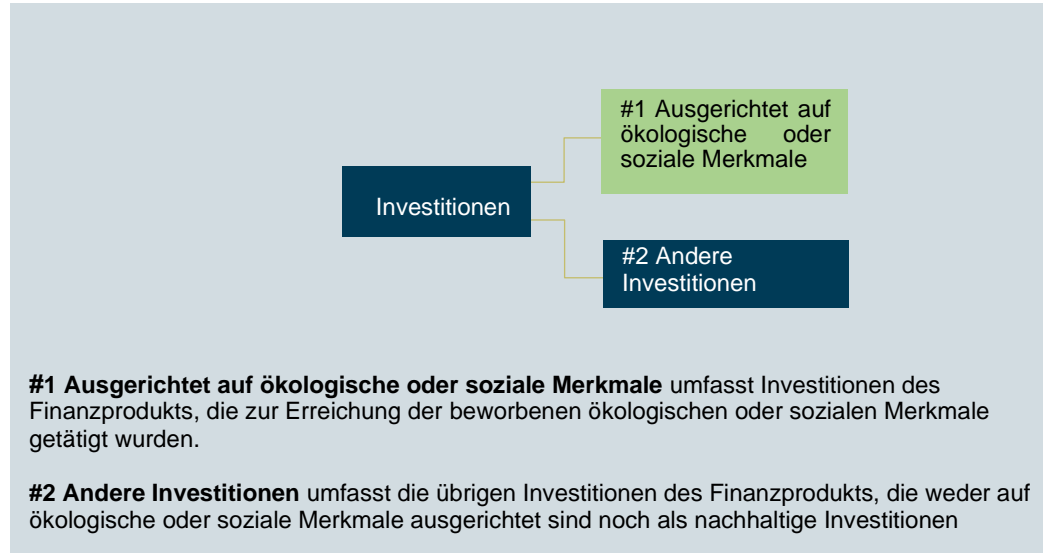 #1 Ausgerichtet auf
ökologische oder
soziale Merkmale
Investitionen
#2 Andere
Investitionen
#1 Ausgerichtet auf ökologische oder soziale Merkmale umfasst Investitionen des
Finanzprodukts, die zur Erreichung der beworbenen ökologischen oder sozialen Merkmale
getätigt wurden.
#2 Andere Investitionen umfasst die übrigen Investitionen des Finanzprodukts, die weder auf
ökologische oder soziale Merkmale ausgerichtet sind noch als nachhaltige Investitionen